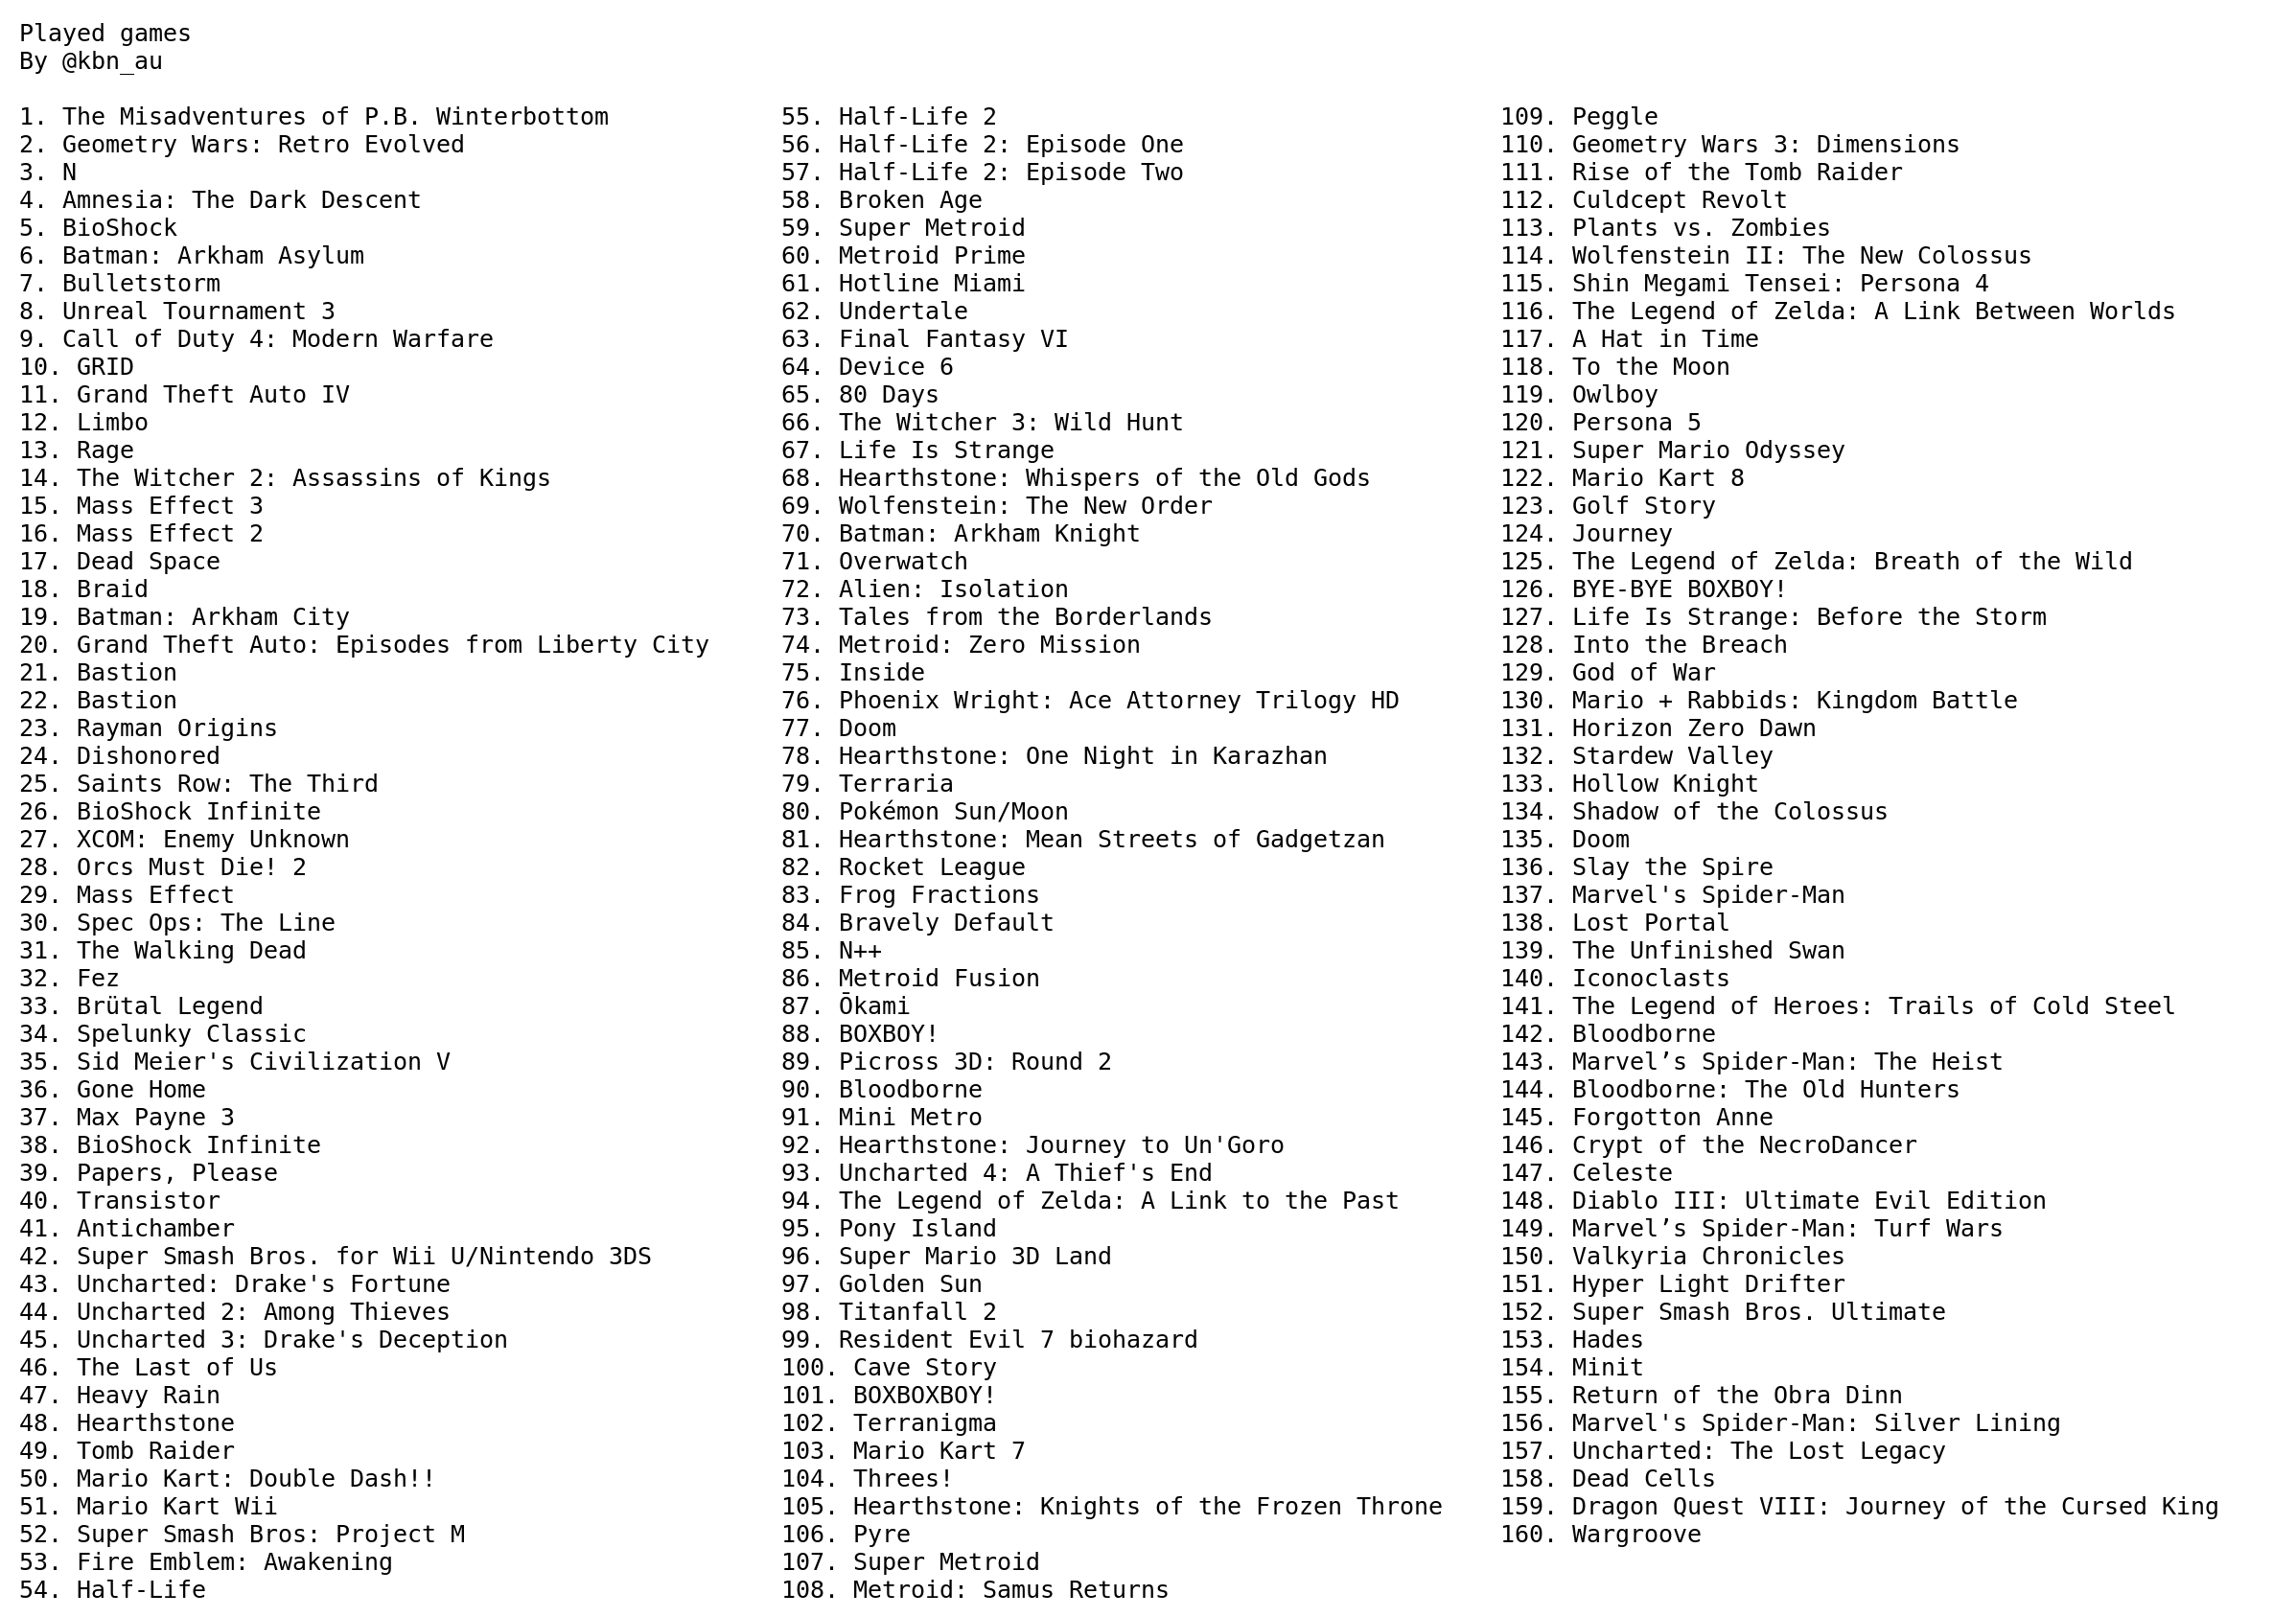 Played games
By @kbn_au
1. The Misadventures of P.B. Winterbottom
2. Geometry Wars: Retro Evolved
3. N
4. Amnesia: The Dark Descent
5. BioShock
6. Batman: Arkham Asylum
7. Bulletstorm
8. Unreal Tournament 3
9. Call of Duty 4: Modern Warfare
10. GRID
11. Grand Theft Auto IV
12. Limbo
13. Rage
14. The Witcher 2: Assassins of Kings
15. Mass Effect 3
16. Mass Effect 2
17. Dead Space
18. Braid
19. Batman: Arkham City
20. Grand Theft Auto: Episodes from Liberty City
21. Bastion
22. Bastion
23. Rayman Origins
24. Dishonored
25. Saints Row: The Third
26. BioShock Infinite
27. XCOM: Enemy Unknown
28. Orcs Must Die! 2
29. Mass Effect
30. Spec Ops: The Line
31. The Walking Dead
32. Fez
33. Brütal Legend
34. Spelunky Classic
35. Sid Meier's Civilization V
36. Gone Home
37. Max Payne 3
38. BioShock Infinite
39. Papers, Please
40. Transistor
41. Antichamber
42. Super Smash Bros. for Wii U/Nintendo 3DS
43. Uncharted: Drake's Fortune
44. Uncharted 2: Among Thieves
45. Uncharted 3: Drake's Deception
46. The Last of Us
47. Heavy Rain
48. Hearthstone
49. Tomb Raider
50. Mario Kart: Double Dash!!
51. Mario Kart Wii
52. Super Smash Bros: Project M
53. Fire Emblem: Awakening
54. Half-Life
55. Half-Life 2
56. Half-Life 2: Episode One
57. Half-Life 2: Episode Two
58. Broken Age
59. Super Metroid
60. Metroid Prime
61. Hotline Miami
62. Undertale
63. Final Fantasy VI
64. Device 6
65. 80 Days
66. The Witcher 3: Wild Hunt
67. Life Is Strange
68. Hearthstone: Whispers of the Old Gods
69. Wolfenstein: The New Order
70. Batman: Arkham Knight
71. Overwatch
72. Alien: Isolation
73. Tales from the Borderlands
74. Metroid: Zero Mission
75. Inside
76. Phoenix Wright: Ace Attorney Trilogy HD
77. Doom
78. Hearthstone: One Night in Karazhan
79. Terraria
80. Pokémon Sun/Moon
81. Hearthstone: Mean Streets of Gadgetzan
82. Rocket League
83. Frog Fractions
84. Bravely Default
85. N++
86. Metroid Fusion
87. Ōkami
88. BOXBOY!
89. Picross 3D: Round 2
90. Bloodborne
91. Mini Metro
92. Hearthstone: Journey to Un'Goro
93. Uncharted 4: A Thief's End
94. The Legend of Zelda: A Link to the Past
95. Pony Island
96. Super Mario 3D Land
97. Golden Sun
98. Titanfall 2
99. Resident Evil 7 biohazard
100. Cave Story
101. BOXBOXBOY!
102. Terranigma
103. Mario Kart 7
104. Threes!
105. Hearthstone: Knights of the Frozen Throne
106. Pyre
107. Super Metroid
108. Metroid: Samus Returns
109. Peggle
110. Geometry Wars 3: Dimensions
111. Rise of the Tomb Raider
112. Culdcept Revolt
113. Plants vs. Zombies
114. Wolfenstein II: The New Colossus
115. Shin Megami Tensei: Persona 4
116. The Legend of Zelda: A Link Between Worlds
117. A Hat in Time
118. To the Moon
119. Owlboy
120. Persona 5
121. Super Mario Odyssey
122. Mario Kart 8
123. Golf Story
124. Journey
125. The Legend of Zelda: Breath of the Wild
126. BYE-BYE BOXBOY!
127. Life Is Strange: Before the Storm
128. Into the Breach
129. God of War
130. Mario + Rabbids: Kingdom Battle
131. Horizon Zero Dawn
132. Stardew Valley
133. Hollow Knight
134. Shadow of the Colossus
135. Doom
136. Slay the Spire
137. Marvel's Spider-Man
138. Lost Portal
139. The Unfinished Swan
140. Iconoclasts
141. The Legend of Heroes: Trails of Cold Steel
142. Bloodborne
143. Marvel’s Spider-Man: The Heist
144. Bloodborne: The Old Hunters
145. Forgotton Anne
146. Crypt of the NecroDancer
147. Celeste
148. Diablo III: Ultimate Evil Edition
149. Marvel’s Spider-Man: Turf Wars
150. Valkyria Chronicles
151. Hyper Light Drifter
152. Super Smash Bros. Ultimate
153. Hades
154. Minit
155. Return of the Obra Dinn
156. Marvel's Spider-Man: Silver Lining
157. Uncharted: The Lost Legacy
158. Dead Cells
159. Dragon Quest VIII: Journey of the Cursed King
160. Wargroove